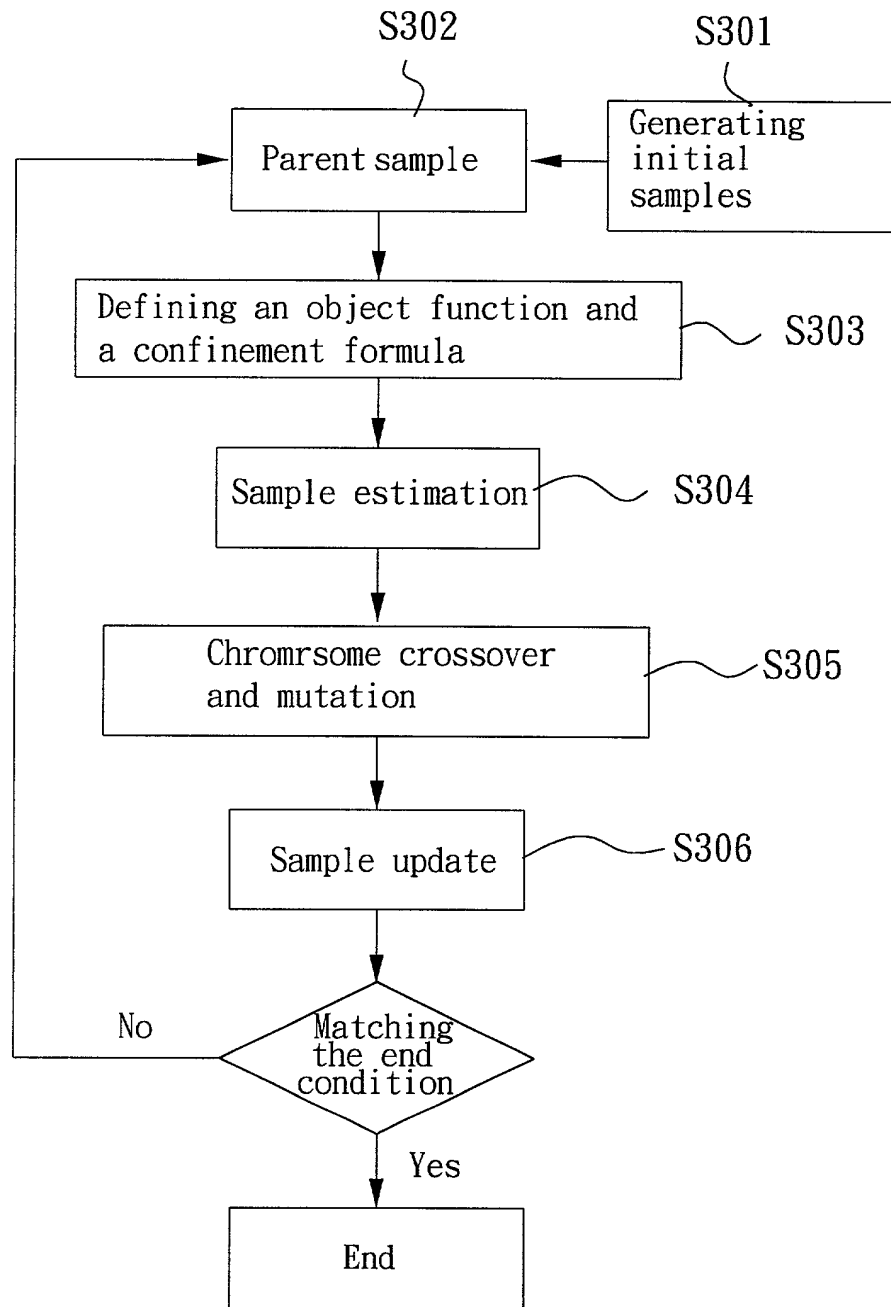 S302
S301
Parent sample
Generating
initial
samples
Defining an object function and
a confinement formula
S303
Sample estimation
S304
Chromrsome crossover
and mutation
S305
Sample update
S306
No
Matching
the end
condition
Yes
End